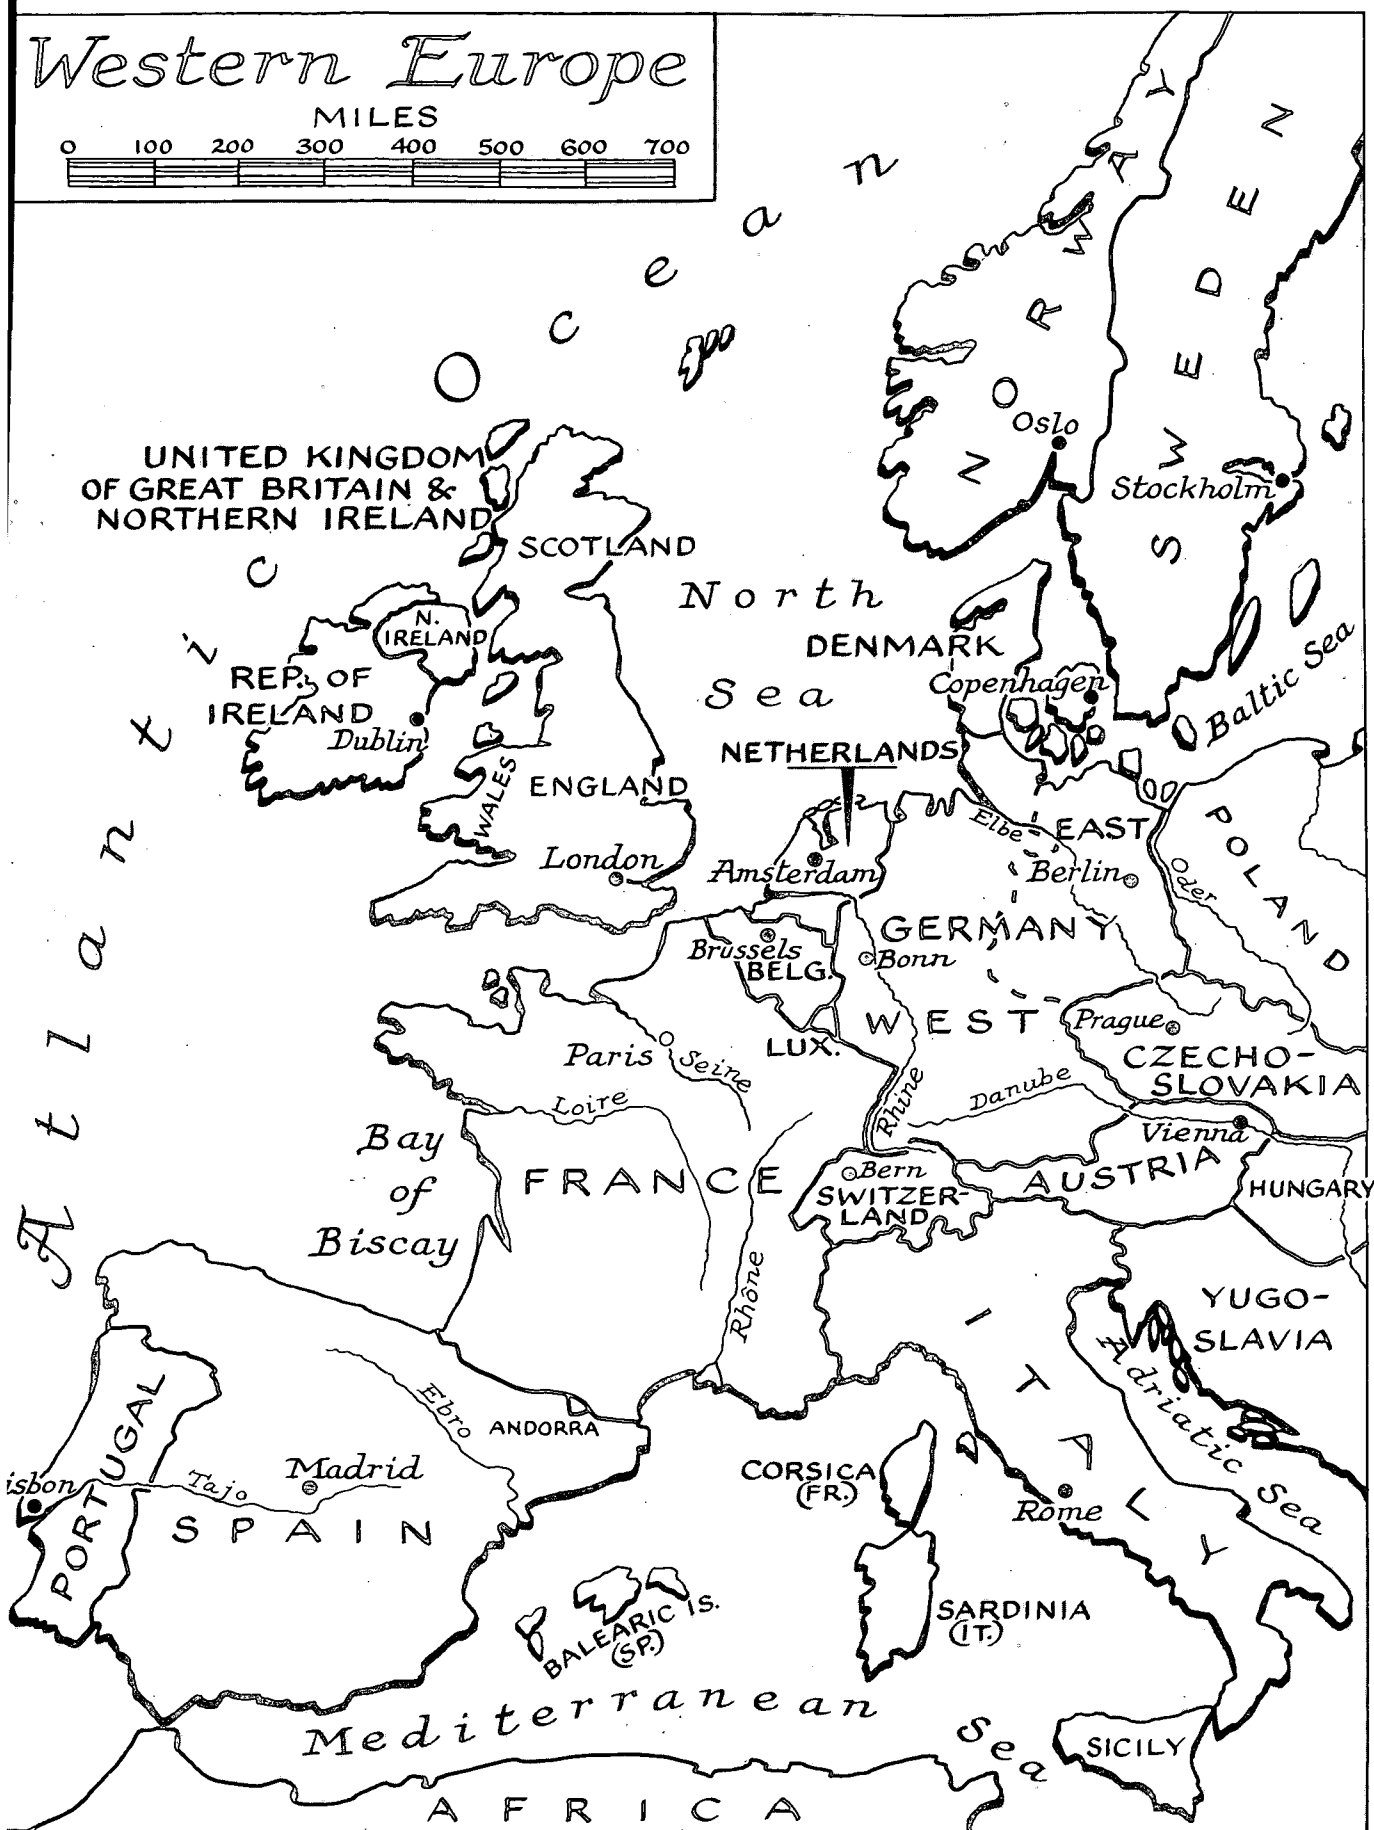 Western Europe
MILES
0 100 200 300 400 500 600 700
Atlantic Ocean
NORWAY
SWEDEN
Oslo
Stockholm
UNITED KINGDOM
OF GREAT BRITAIN &
NORTHERN IRELAND
SCOTLAND
N.
IRELAND
REP. OF
IRELAND
Dublin
North
Sea
DENMARK
Copenhagen
Baltic Sea
NETHERLANDS
WALES
ENGLAND
London
Amsterdam
Elbe
EAST
Berlin
Oder
POLAND
GERMANY
Brussels
BELG.
Bonn
WEST
LUX.
Prague
CZECHO-
SLOVAKIA
Paris
Seine
Loire
Rhine
Danube
Vienna
Bay
of
Biscay
FRANCE
Bern
SWITZER-
LAND
AUSTRIA
HUNGARY
Rhône
ITALY
YUGO-
SLAVIA
Adriatic Sea
Ebro
ANDORRA
PORTUGAL
isbon
Tajo
Madrid
SPAIN
CORSICA
(FR.)
Rome
BALEARIC IS.
(SP.)
SARDINIA
(IT.)
Mediterranean Sea
SICILY
AFRICA